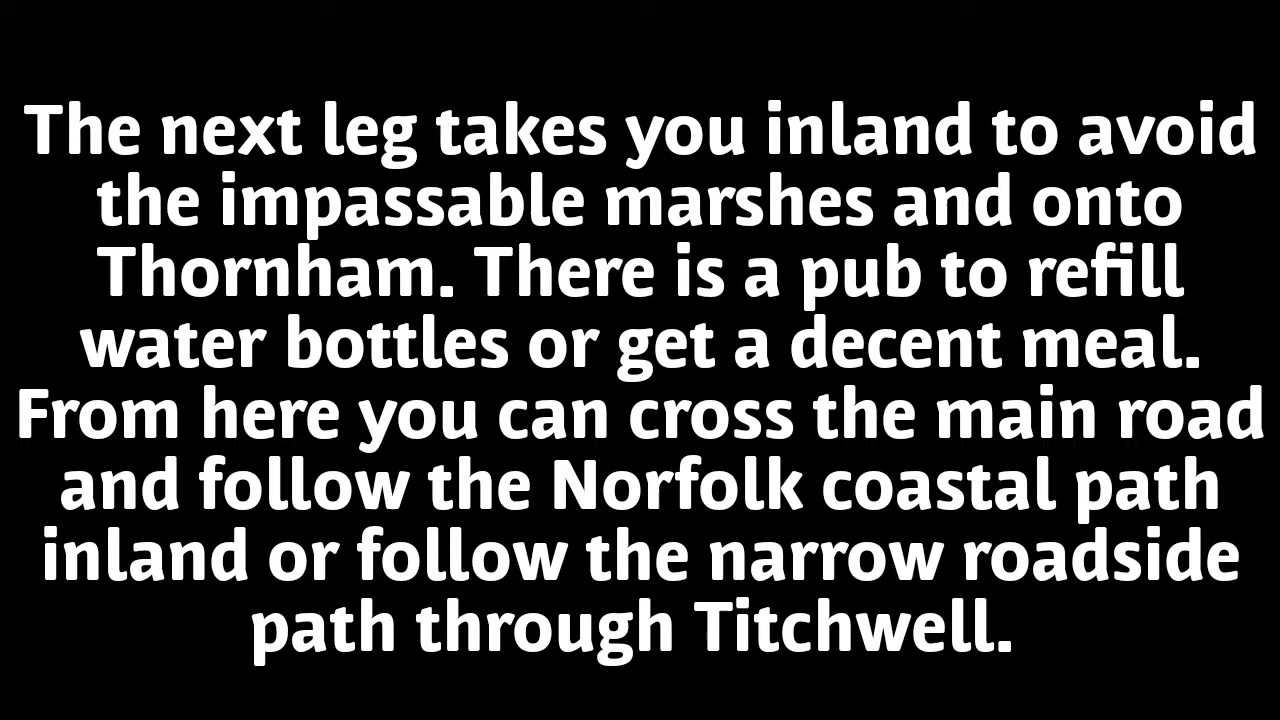 The next leg takes you inland to avoid
the impassable marshes and onto
Thornham. There is a pub to refill
water bottles or get a decent meal.
From here you can cross the main road
and follow the Norfolk coastal path
inland or follow the narrow roadside
path through Titchwell.